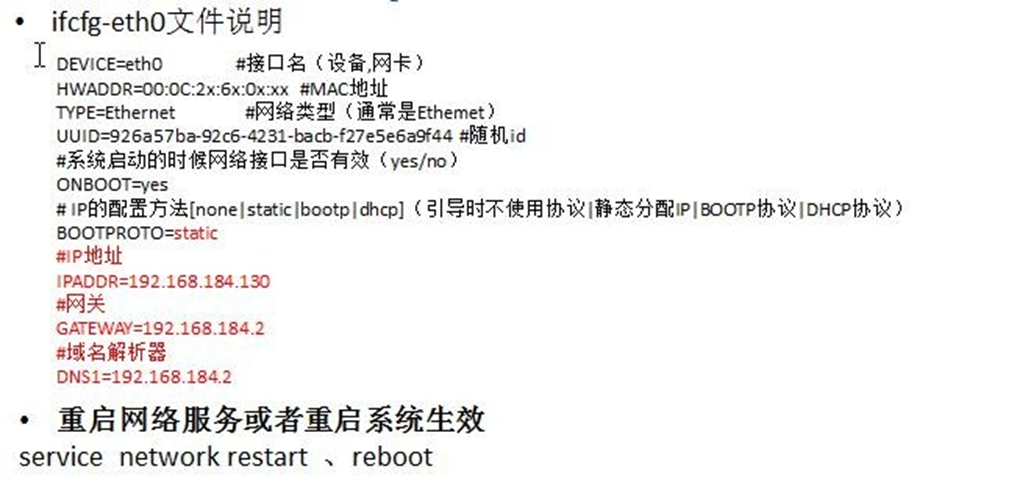 • ifcfg-eth0文件说明
DEVICE=eth0 #接口名（设备,网卡）
HWADDR=00:0C:2x:6x:0x:xx #MAC地址
TYPE=Ethernet #网络类型（通常是Ethemet）
UUID=926a57ba-92c6-4231-bacb-f27e5e6a9f44 #随机id
#系统启动的时候网络接口是否有效（yes/no）
ONBOOT=yes
# IP的配置方法[none|static|bootp|dhcp]（引导时不使用协议|静态分配IP|BOOTP协议|DHCP协议）
BOOTPROTO=static
#IP地址
IPADDR=192.168.184.130
#网关
GATEWAY=192.168.184.2
#域名解析器
DNS1=192.168.184.2
• 重启网络服务或者重启系统生效
service network restart 、reboot